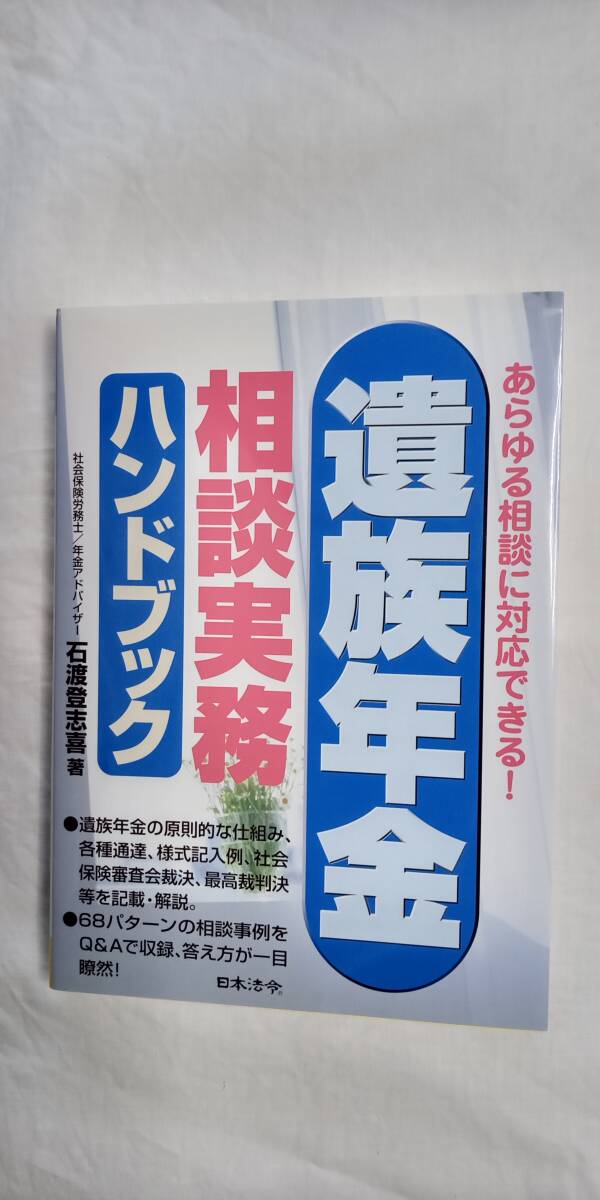 あらゆる相談に対応できる!
遺族年金
相談実務
ハンドブック
社会保険労務士/年金アドバイザー 石渡登志喜 著
●遺族年金の原則的な仕組み、
各種通達、様式記入例、社会
保険審査会裁決、最高裁判決
等を記載・解説。
●68パターンの相談事例を
Q&Aで収録、答え方が一目
瞭然!
日本法令®